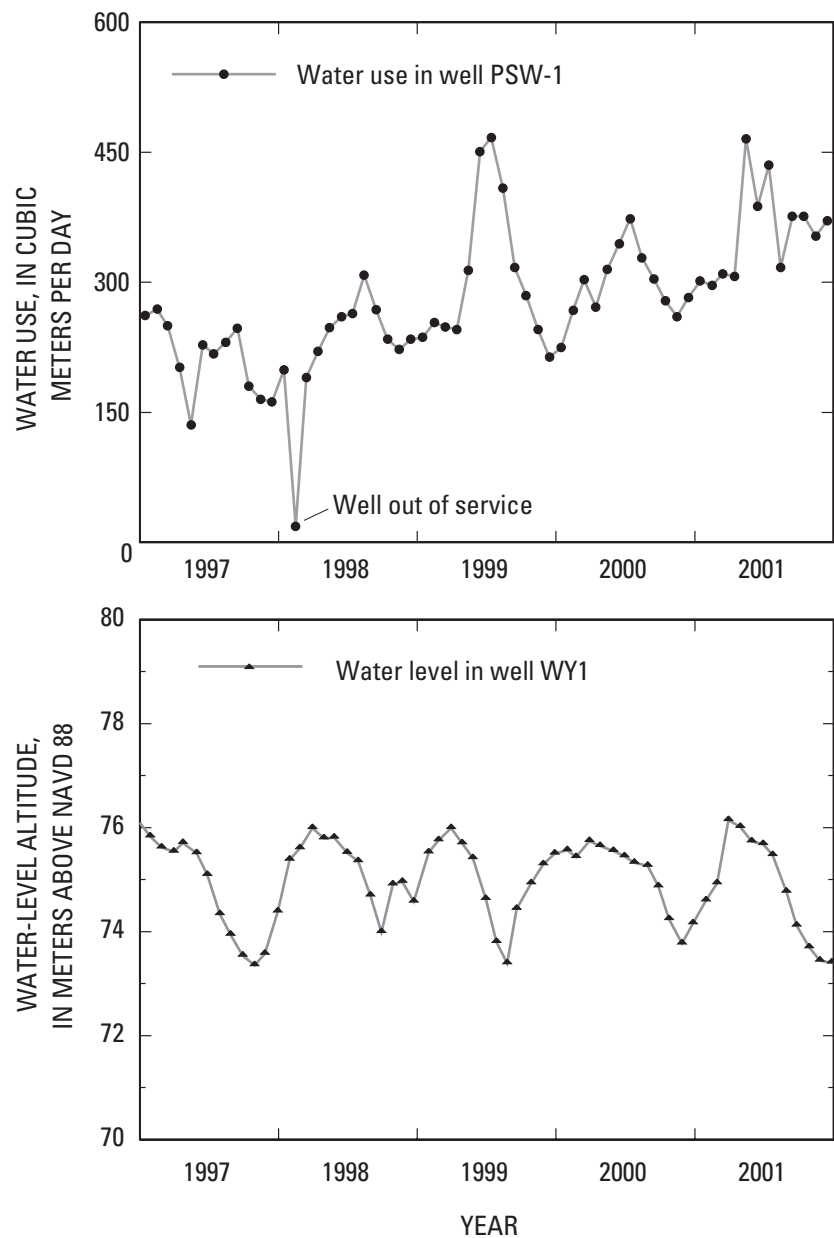 WATER USE, IN CUBIC
METERS PER DAY
600
450
300
150
0
Water use in well PSW-1
Well out of service
1997 1998 1999 2000 2001
WATER-LEVEL ALTITUDE,
IN METERS ABOVE NAVD 88
80
78
76
74
72
70
Water level in well WY1
1997 1998 1999 2000 2001
YEAR